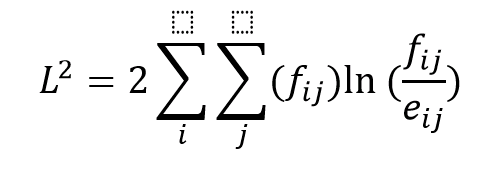 L² = 2 ∑ᵢ ∑ⱼ (fᵢⱼ)ln (fᵢⱼ/eᵢⱼ)